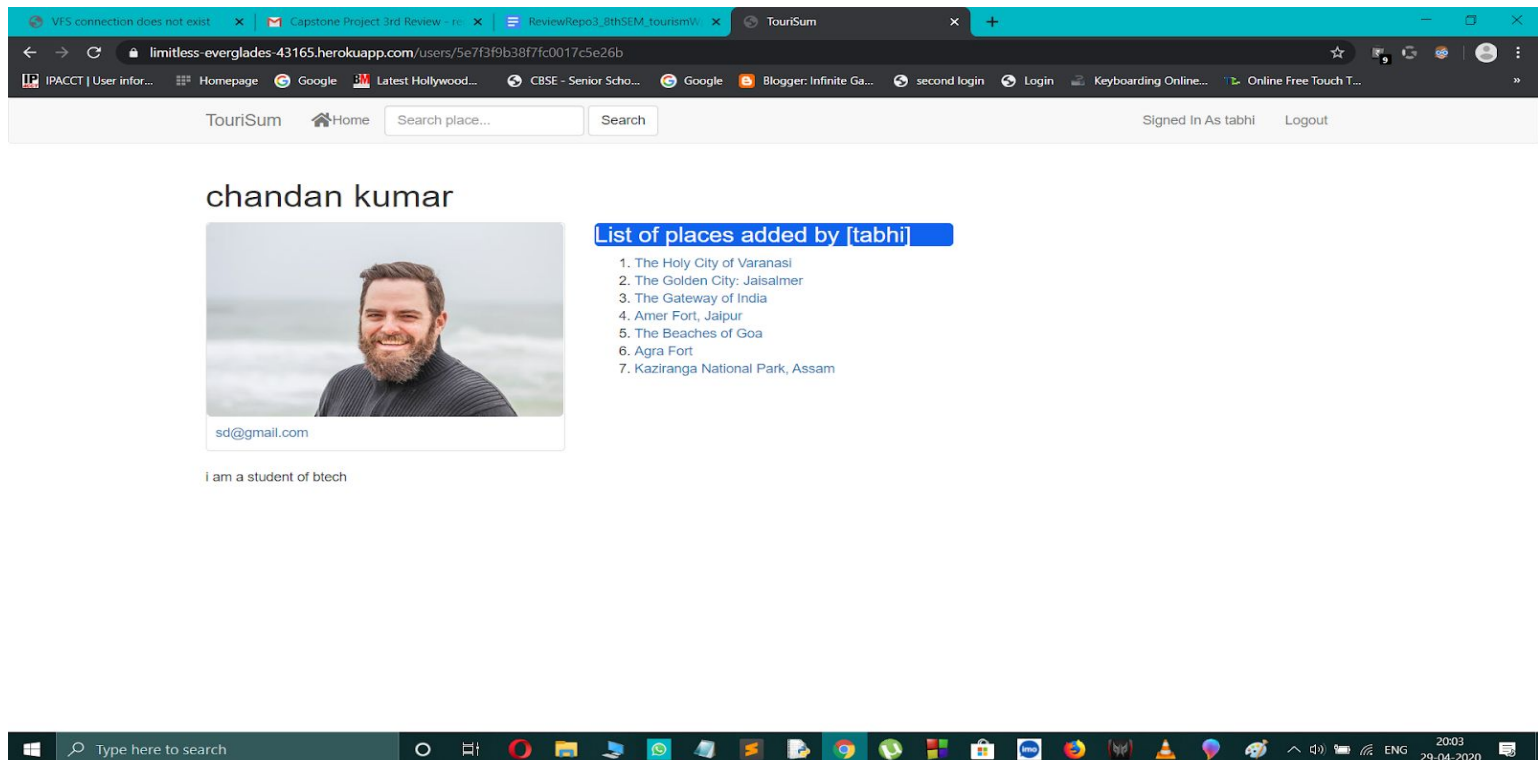 VFS connection does not exist
Capstone Project 3rd Review - re
ReviewRepo3_8thSEM_tourismW
TouriSum
limitless-everglades-43165.herokuapp.com/users/5e7f3f9b38f7fc0017c5e26b
9
IPACCT | User infor... Homepage Google Latest Hollywood... CBSE - Senior Scho... Google Blogger: Infinite Ga... second login Login Keyboarding Online... Online Free Touch T... »
TouriSum Home Search place... Search Signed In As tabhi Logout
chandan kumar
List of places added by [tabhi]
1. The Holy City of Varanasi
2. The Golden City: Jaisalmer
3. The Gateway of India
4. Amer Fort, Jaipur
5. The Beaches of Goa
6. Agra Fort
7. Kaziranga National Park, Assam
sd@gmail.com
i am a student of btech
Type here to search
imo
ENG
20:03
29-04-2020